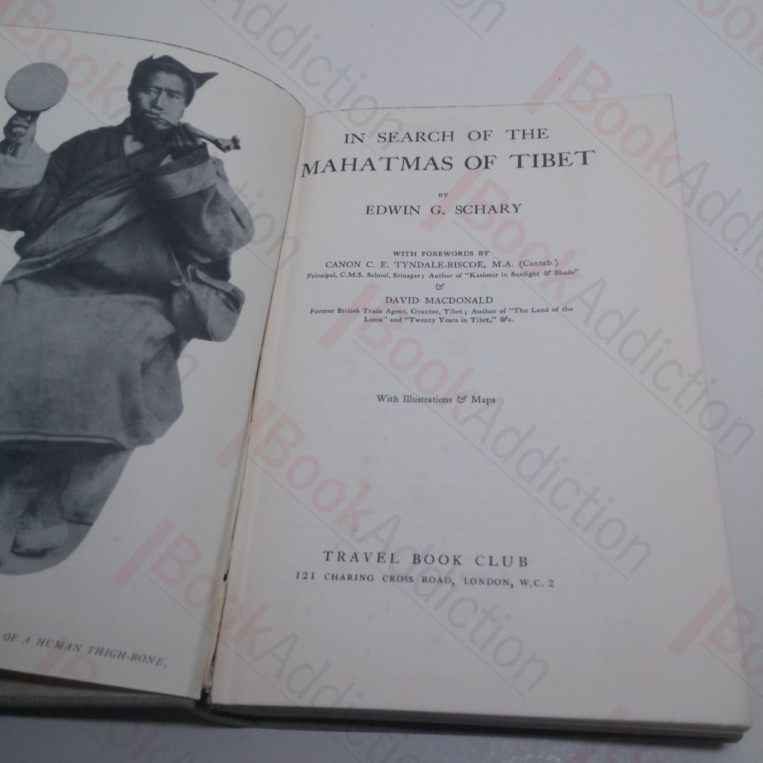 IN SEARCH OF THE
MAHATMAS OF TIBET
BY
EDWIN G. SCHARY
WITH FOREWORDS BY
CANON C. E. TYNDALE-BISCOE, M.A. (Cantab.)
Principal, C.M.S. School, Srinagar; Author of "Kashmir in Sunlight & Shade"
&
DAVID MACDONALD
Former British Trade Agent, Gyantse, Tibet; Author of "The Land of the
Lama" and "Twenty Years in Tibet," &c.
With Illustrations & Maps
TRAVEL BOOK CLUB
121 CHARING CROSS ROAD, LONDON, W.C. 2
OF A HUMAN THIGH-BONE.
BookAddiction